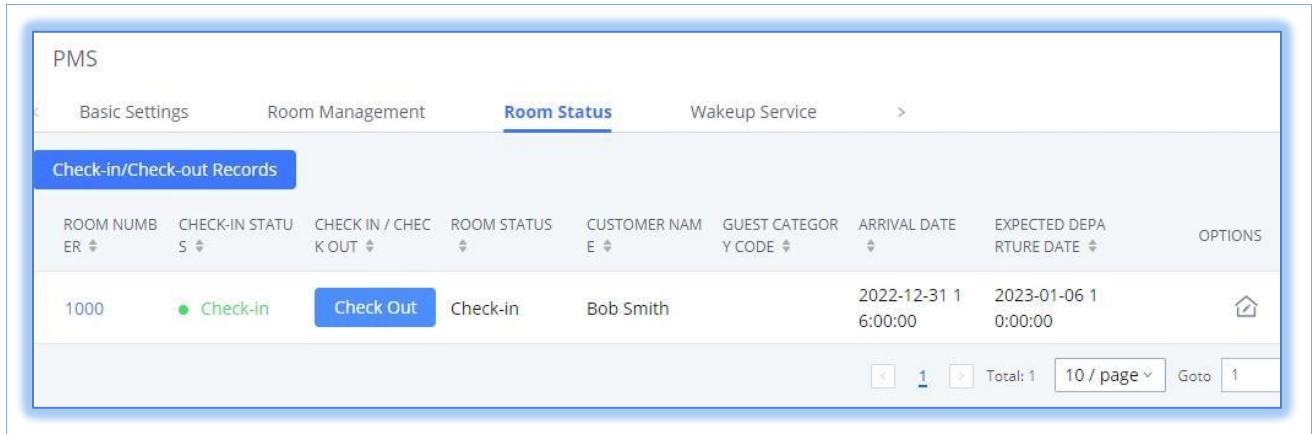 PMS
Basic Settings Room Management Room Status Wakeup Service >
Check-in/Check-out Records
ROOM NUMB CHECK-IN STATU CHECK IN / CHEC ROOM STATUS CUSTOMER NAM GUEST CATEGOR ARRIVAL DATE EXPECTED DEPA OPTIONS
ER S K OUT E Y CODE RTURE DATE
1000 Check-in Check Out Check-in Bob Smith 2022-12-31 1 2023-01-06 1
6:00:00 0:00:00
< 1 > Total: 1 10 / page Goto 1